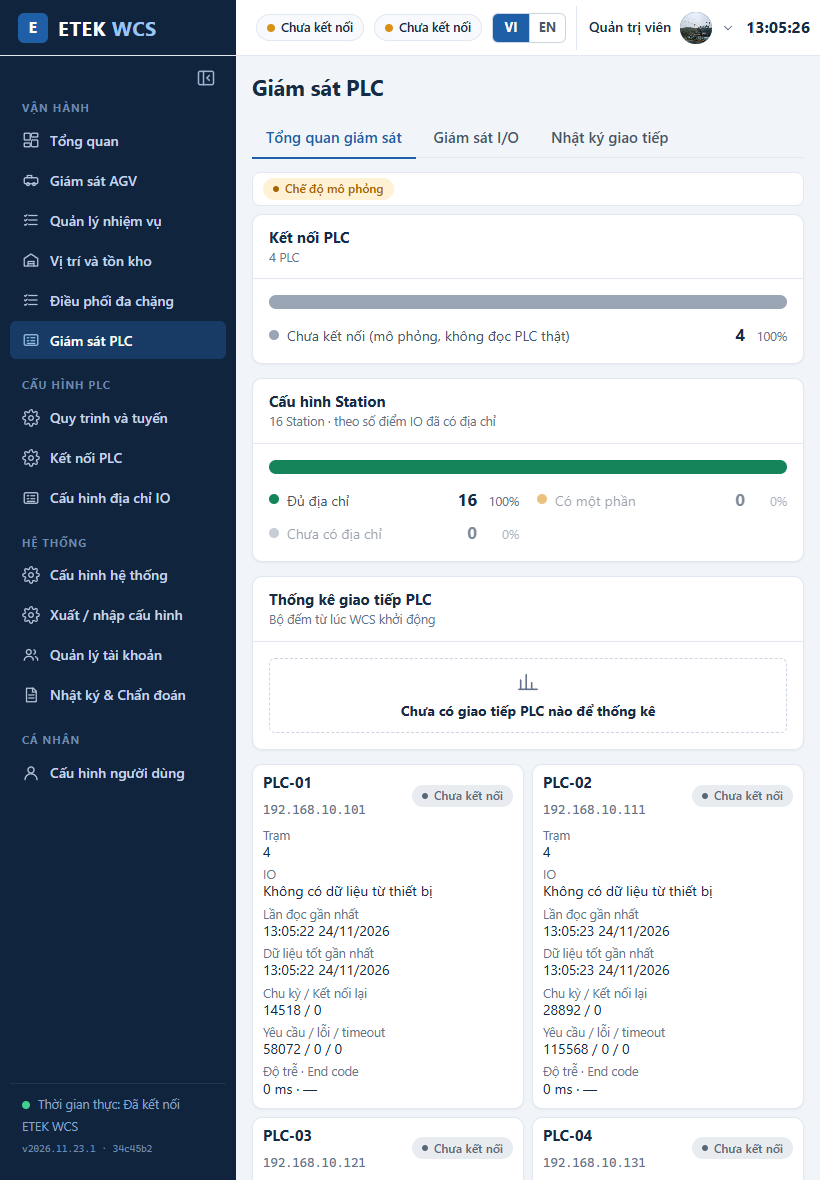 E ETEK WCS
Chưa kết nối
Chưa kết nối
VI EN
Quản trị viên
13:05:26
VẬN HÀNH
Tổng quan
Giám sát AGV
Quản lý nhiệm vụ
Vị trí và tồn kho
Điều phối đa chặng
Giám sát PLC
CẤU HÌNH PLC
Quy trình và tuyến
Kết nối PLC
Cấu hình địa chỉ IO
HỆ THỐNG
Cấu hình hệ thống
Xuất / nhập cấu hình
Quản lý tài khoản
Nhật ký & Chẩn đoán
CÁ NHÂN
Cấu hình người dùng
Thời gian thực: Đã kết nối
ETEK WCS
v2026.11.23.1 · 34c45b2
Giám sát PLC
Tổng quan giám sát
Giám sát I/O
Nhật ký giao tiếp
Chế độ mô phỏng
Kết nối PLC
4 PLC
Chưa kết nối (mô phỏng, không đọc PLC thật) 4 100%
Cấu hình Station
16 Station · theo số điểm IO đã có địa chỉ
Đủ địa chỉ 16 100%
Có một phần 0 0%
Chưa có địa chỉ 0 0%
Thống kê giao tiếp PLC
Bộ đếm từ lúc WCS khởi động
Chưa có giao tiếp PLC nào để thống kê
PLC-01
192.168.10.101
Chưa kết nối
Trạm
4
IO
Không có dữ liệu từ thiết bị
Lần đọc gần nhất
13:05:22 24/11/2026
Dữ liệu tốt gần nhất
13:05:22 24/11/2026
Chu kỳ / Kết nối lại
14518 / 0
Yêu cầu / lỗi / timeout
58072 / 0 / 0
Độ trễ · End code
0 ms · —
PLC-02
192.168.10.111
Chưa kết nối
Trạm
4
IO
Không có dữ liệu từ thiết bị
Lần đọc gần nhất
13:05:23 24/11/2026
Dữ liệu tốt gần nhất
13:05:23 24/11/2026
Chu kỳ / Kết nối lại
28892 / 0
Yêu cầu / lỗi / timeout
115568 / 0 / 0
Độ trễ · End code
0 ms · —
PLC-03
192.168.10.121
Chưa kết nối
PLC-04
192.168.10.131
Chưa kết nối